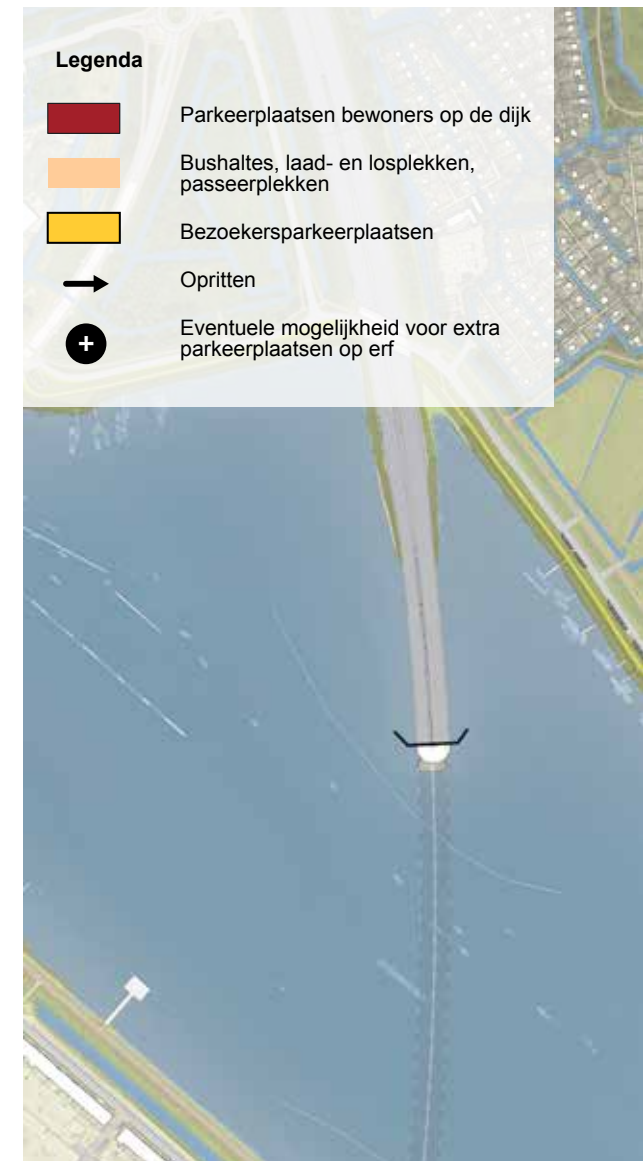 Legenda
Parkeerplaatsen bewoners op de dijk
Bushaltes, laad- en losplekken,
passeerplekken
Bezoekersparkeerplaatsen
Opritten
+
Eventuele mogelijkheid voor extra
parkeerplaatsen op erf